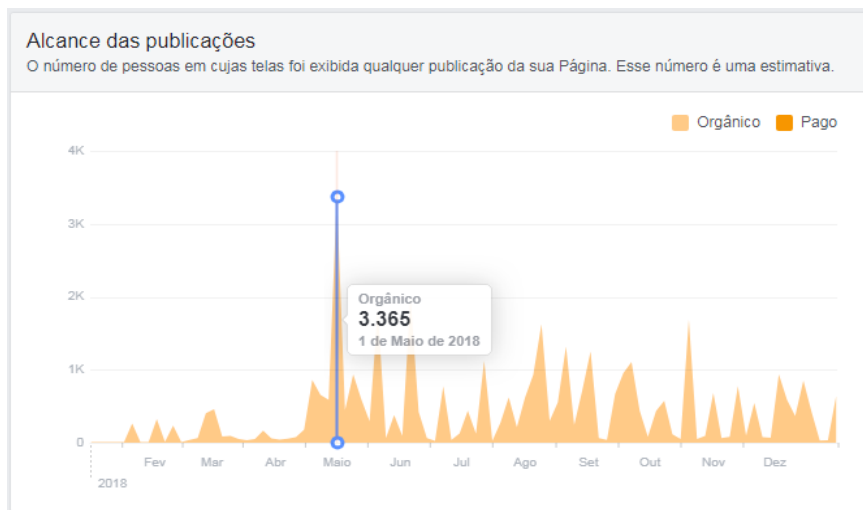 Alcance das publicações
O número de pessoas em cujas telas foi exibida qualquer publicação da sua Página. Esse número é uma estimativa.
Orgânico Pago
4K
3K
2K
1K
0
Orgânico
3.365
1 de Maio de 2018
Fev Mar Abr Maio Jun Jul Ago Set Out Nov Dez
2018